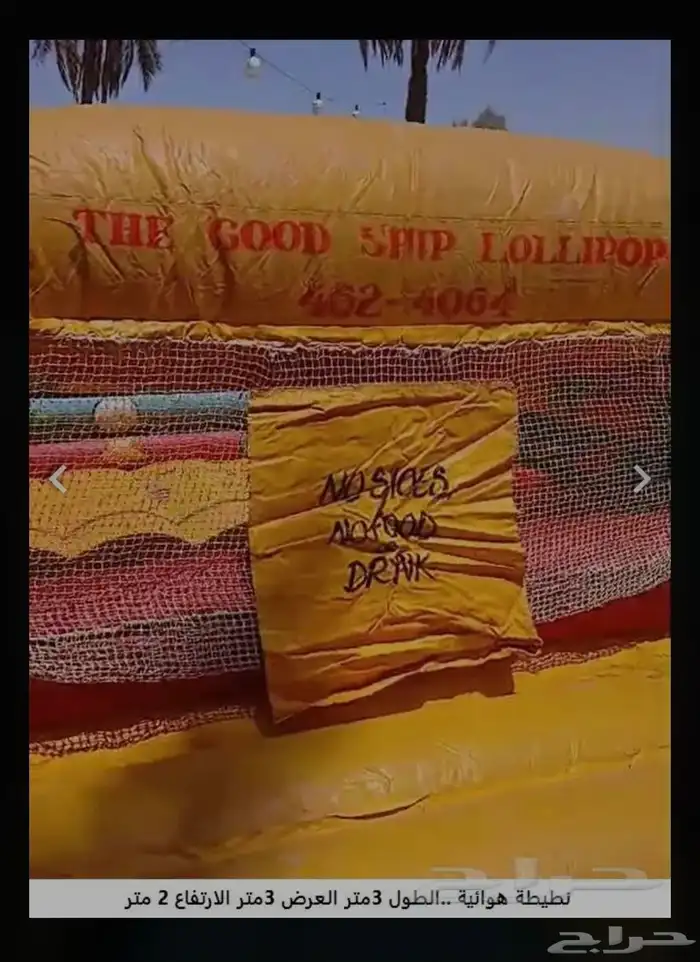 THE GOOD SHIP LOLLIPOP
462-4064
NO SHOES
NO FOOD
DRINK
نطيطة هوائية ..الطول 3متر العرض 3متر الارتفاع 2 متر
حراج
حراج